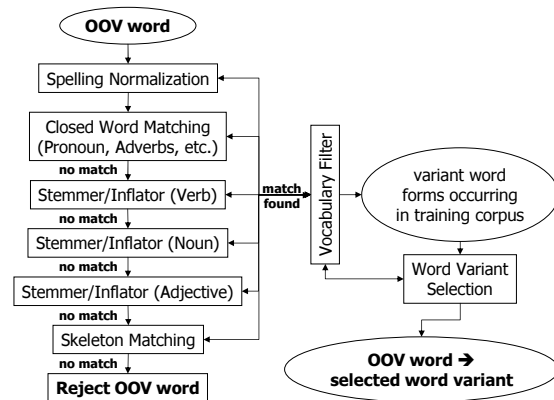 OOV word
Spelling Normalization
Closed Word Matching
(Pronoun, Adverbs, etc.)
no match
Stemmer/Inflator (Verb)
no match
Stemmer/Inflator (Noun)
no match
Stemmer/Inflator (Adjective)
no match
Skeleton Matching
no match
Reject OOV word
match
found
Vocabulary Filter
variant word
forms occurring
in training corpus
Word Variant
Selection
OOV word ➔
selected word variant